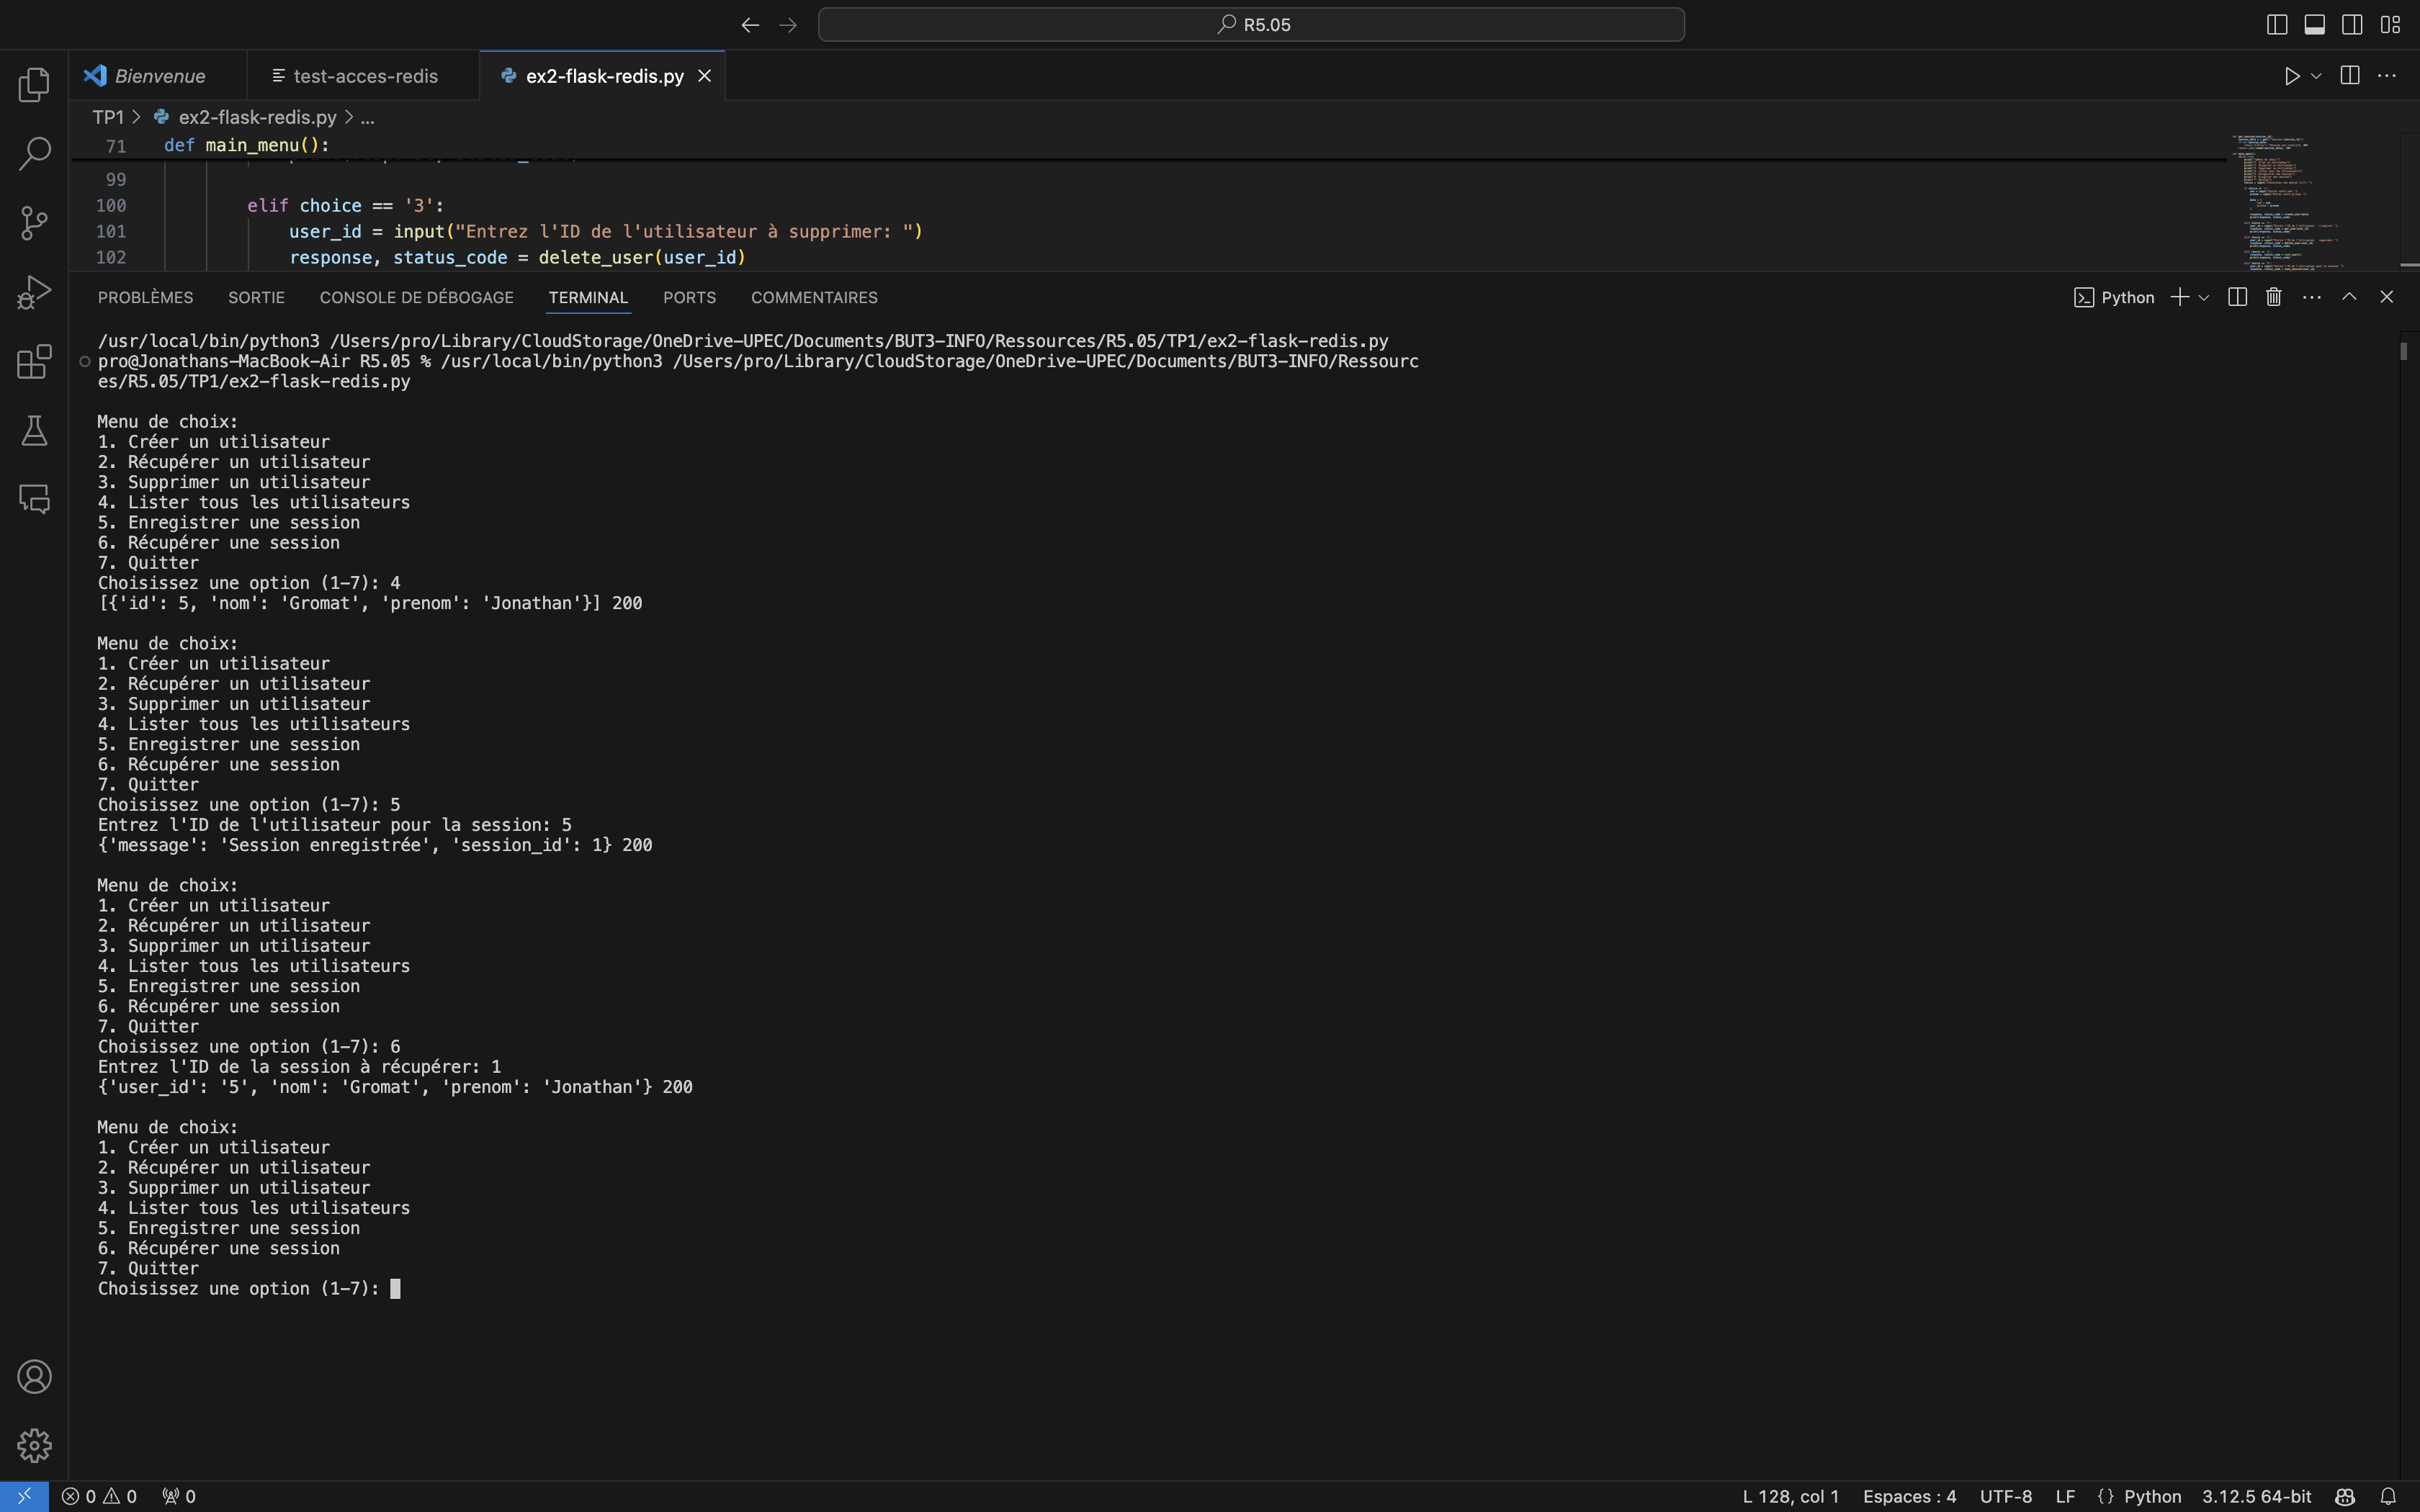 R5.05
Bienvenue
test-acces-redis
ex2-flask-redis.py
TP1 > ex2-flask-redis.py > ...
71 def main_menu():
99
100 elif choice == '3':
101 user_id = input("Entrez l'ID de l'utilisateur à supprimer: ")
102 response, status_code = delete_user(user_id)
PROBLÈMES SORTIE CONSOLE DE DÉBOGAGE TERMINAL PORTS COMMENTAIRES
Python
/usr/local/bin/python3 /Users/pro/Library/CloudStorage/OneDrive-UPEC/Documents/BUT3-INFO/Ressources/R5.05/TP1/ex2-flask-redis.py
pro@Jonathans-MacBook-Air R5.05 % /usr/local/bin/python3 /Users/pro/Library/CloudStorage/OneDrive-UPEC/Documents/BUT3-INFO/Ressourc
es/R5.05/TP1/ex2-flask-redis.py
Menu de choix:
1. Créer un utilisateur
2. Récupérer un utilisateur
3. Supprimer un utilisateur
4. Lister tous les utilisateurs
5. Enregistrer une session
6. Récupérer une session
7. Quitter
Choisissez une option (1-7): 4
[{'id': 5, 'nom': 'Gromat', 'prenom': 'Jonathan'}] 200
Menu de choix:
1. Créer un utilisateur
2. Récupérer un utilisateur
3. Supprimer un utilisateur
4. Lister tous les utilisateurs
5. Enregistrer une session
6. Récupérer une session
7. Quitter
Choisissez une option (1-7): 5
Entrez l'ID de l'utilisateur pour la session: 5
{'message': 'Session enregistrée', 'session_id': 1} 200
Menu de choix:
1. Créer un utilisateur
2. Récupérer un utilisateur
3. Supprimer un utilisateur
4. Lister tous les utilisateurs
5. Enregistrer une session
6. Récupérer une session
7. Quitter
Choisissez une option (1-7): 6
Entrez l'ID de la session à récupérer: 1
{'user_id': '5', 'nom': 'Gromat', 'prenom': 'Jonathan'} 200
Menu de choix:
1. Créer un utilisateur
2. Récupérer un utilisateur
3. Supprimer un utilisateur
4. Lister tous les utilisateurs
5. Enregistrer une session
6. Récupérer une session
7. Quitter
Choisissez une option (1-7):
0 0 0 L 128, col 1 Espaces : 4 UTF-8 LF {} Python 3.12.5 64-bit